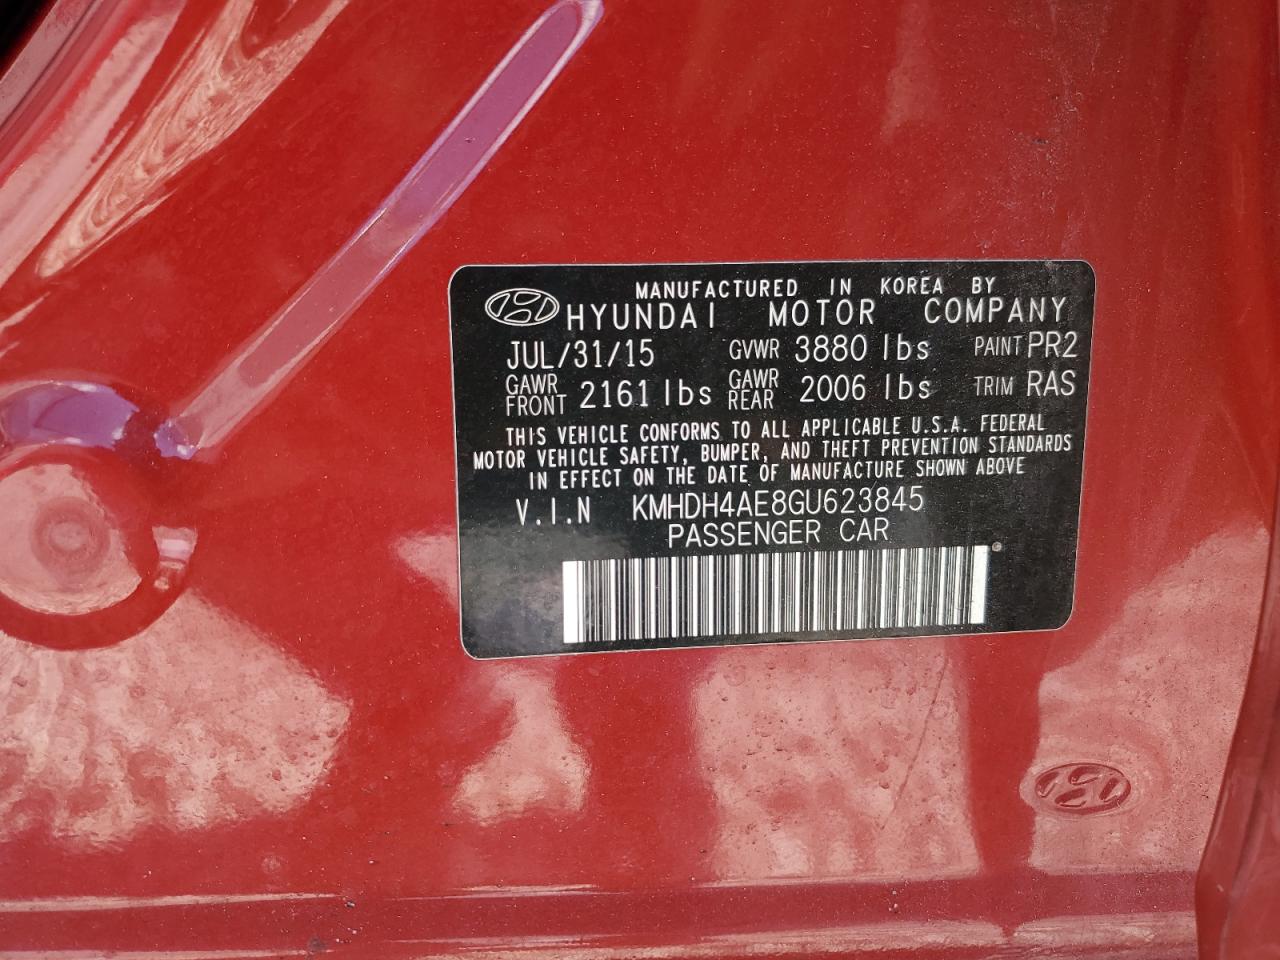 MANUFACTURED IN KOREA BY
HYUNDAI MOTOR COMPANY
JUL/31/15 GVWR 3880 lbs PAINT PR2
GAWR FRONT 2161 lbs GAWR REAR 2006 lbs TRIM RAS
THIS VEHICLE CONFORMS TO ALL APPLICABLE U.S.A. FEDERAL
MOTOR VEHICLE SAFETY, BUMPER, AND THEFT PREVENTION STANDARDS
IN EFFECT ON THE DATE OF MANUFACTURE SHOWN ABOVE
V.I.N KMHDH4AE8GU623845
PASSENGER CAR